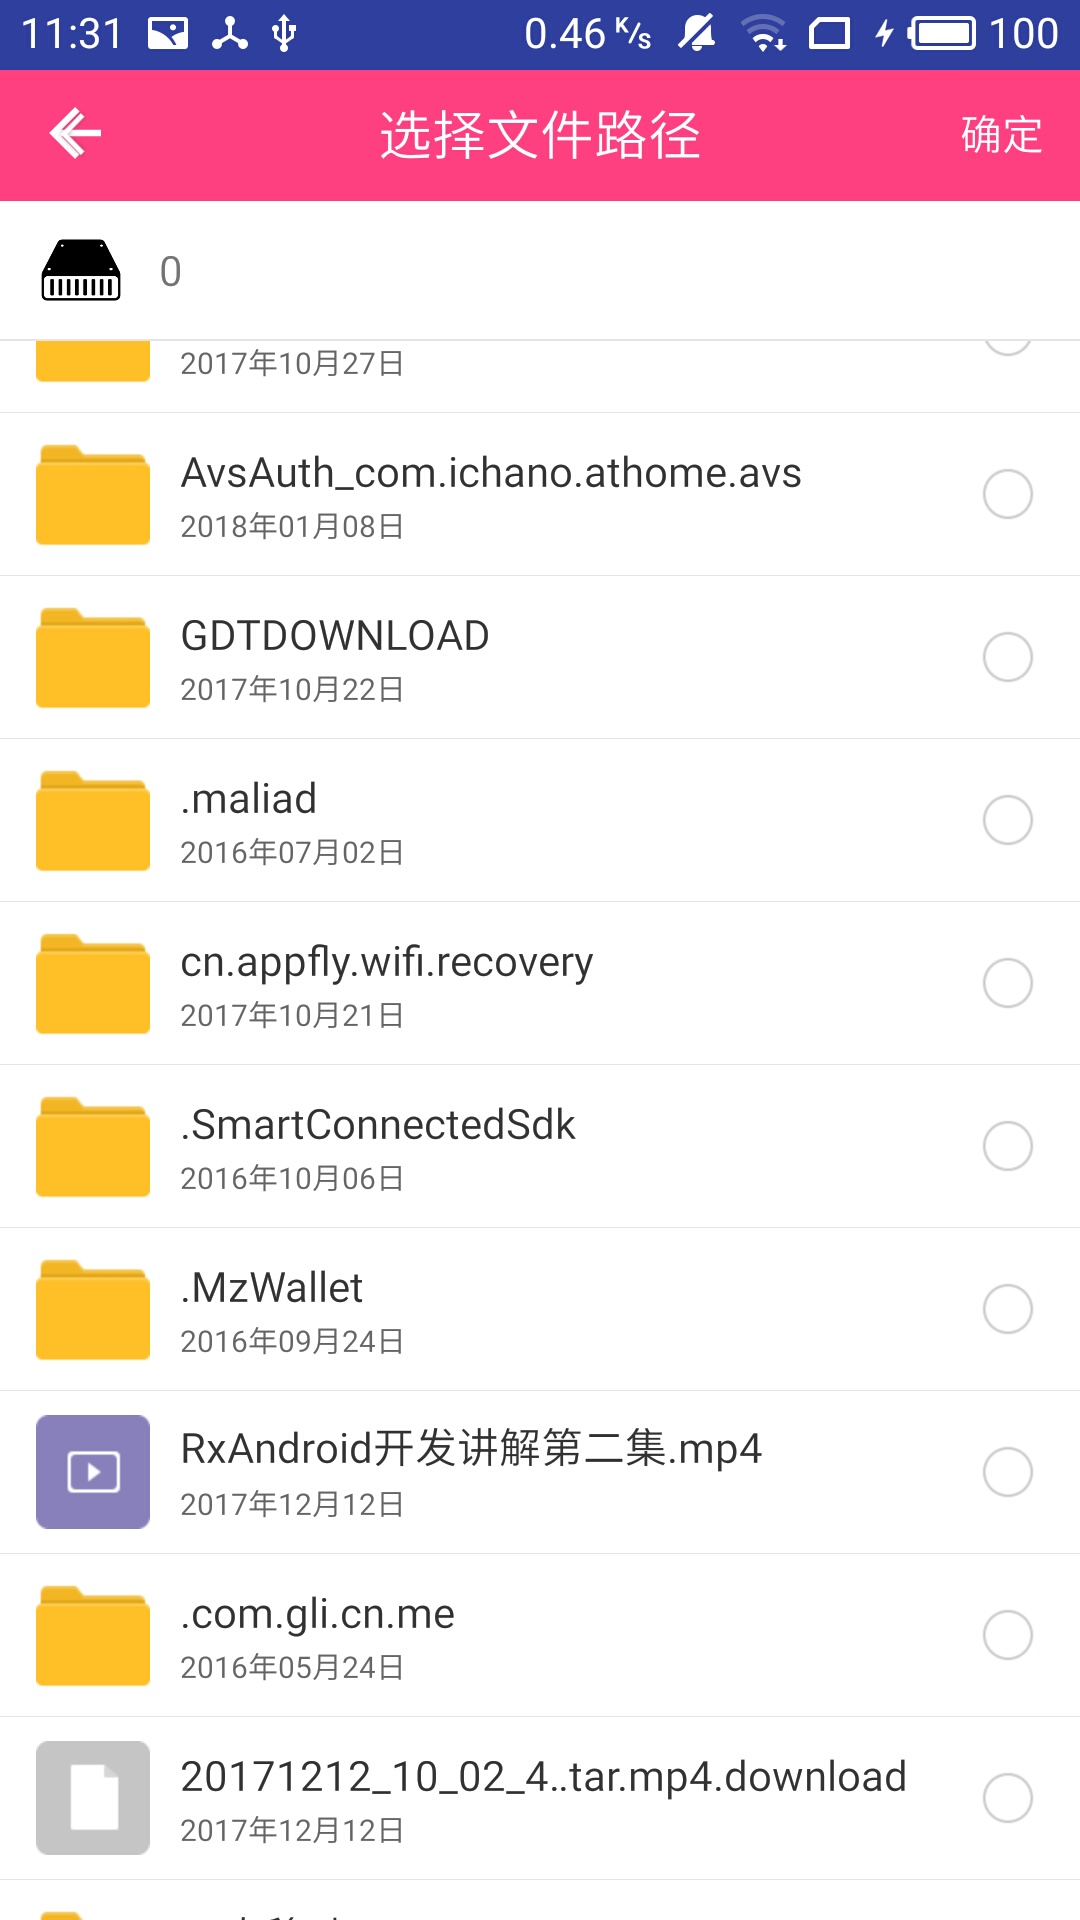 11:31 0.46 K/s 100
选择文件路径 确定
0
2017年10月27日
AvsAuth_com.ichano.athome.avs
2018年01月08日
GDTDOWNLOAD
2017年10月22日
.maliad
2016年07月02日
cn.appfly.wifi.recovery
2017年10月21日
.SmartConnectedSdk
2016年10月06日
.MzWallet
2016年09月24日
RxAndroid开发讲解第二集.mp4
2017年12月12日
.com.gli.cn.me
2016年05月24日
20171212_10_02_4..tar.mp4.download
2017年12月12日